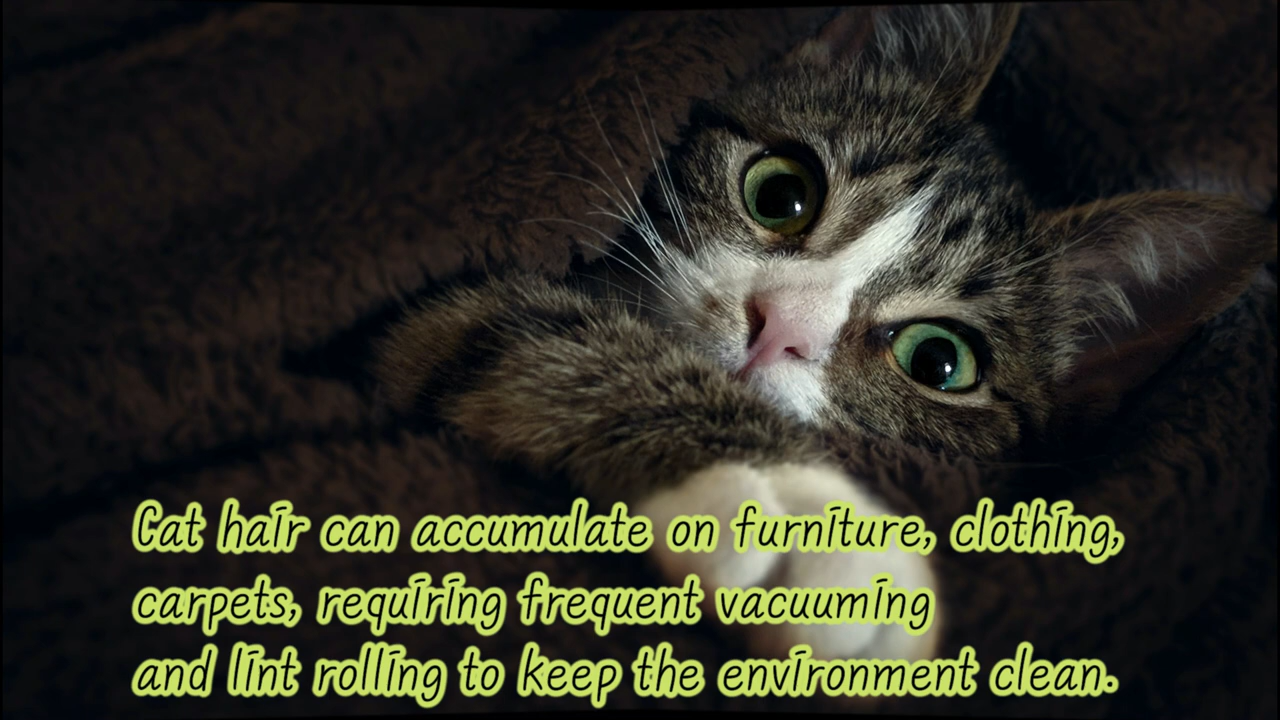 Cat hair can accumulate on furniture, clothing,
carpets, requiring frequent vacuuming
and lint rolling to keep the environment clean.